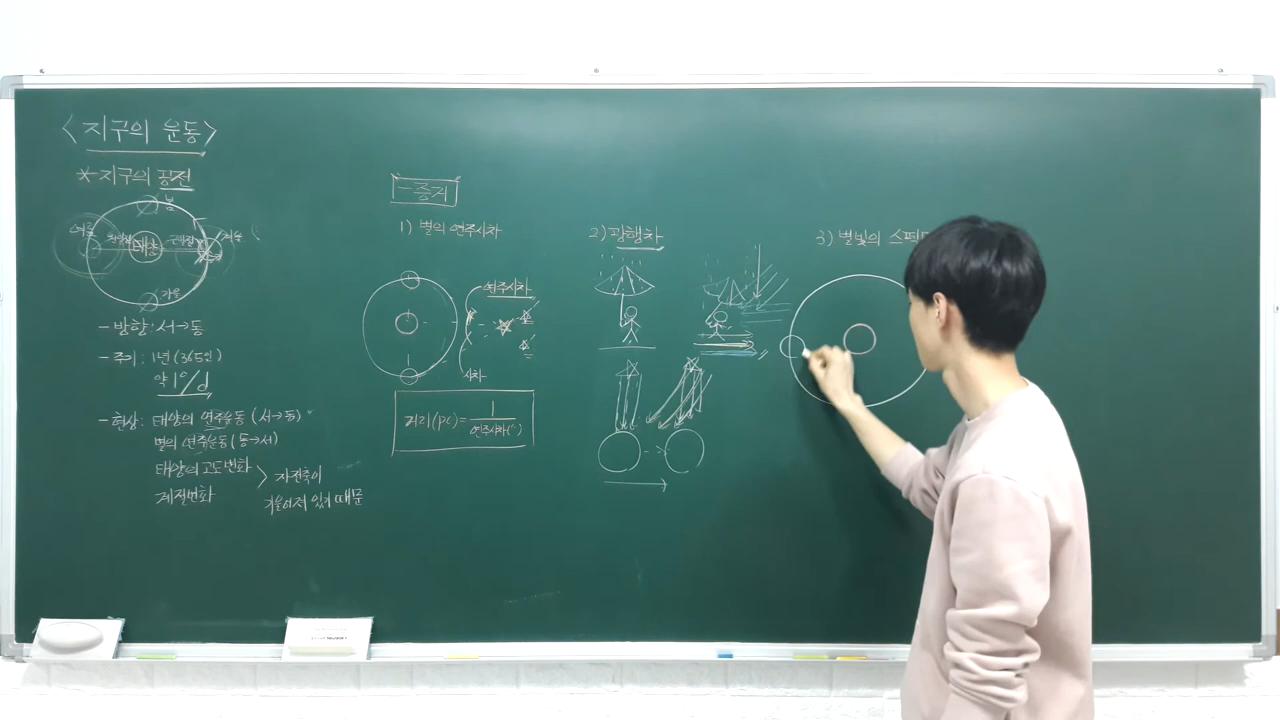 <지구의 운동>
*지구의 공전
봄
여름
태양
겨울
가을
- 방향: 서→동
- 주기: 1년 (365일)
약 1°/d
- 현상: 태양의 연주운동 (서→동)
별의 연주운동 (동→서)
태양의 고도변화
계절변화
> 자전축이
기울어져 있기 때문
- 증거
1) 별의 연주시차
연주시차
시차
거리(pc) = 1 / 연주시차(")
2) 광행차
3) 별빛의 스펙트